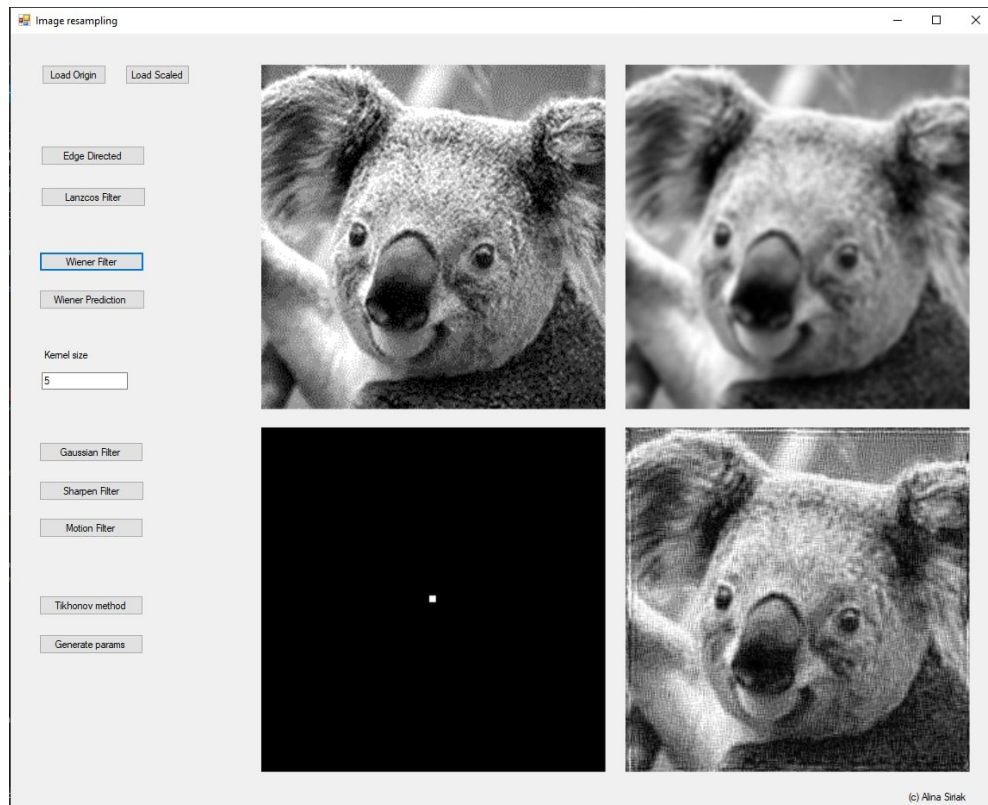 Image resampling
Load Origin
Load Scaled
Edge Directed
Lanzcos Filter
Wiener Filter
Wiener Prediction
Kernel size
5
Gaussian Filter
Sharpen Filter
Motion Filter
Tikhonov method
Generate params
(c) Alina Siriak